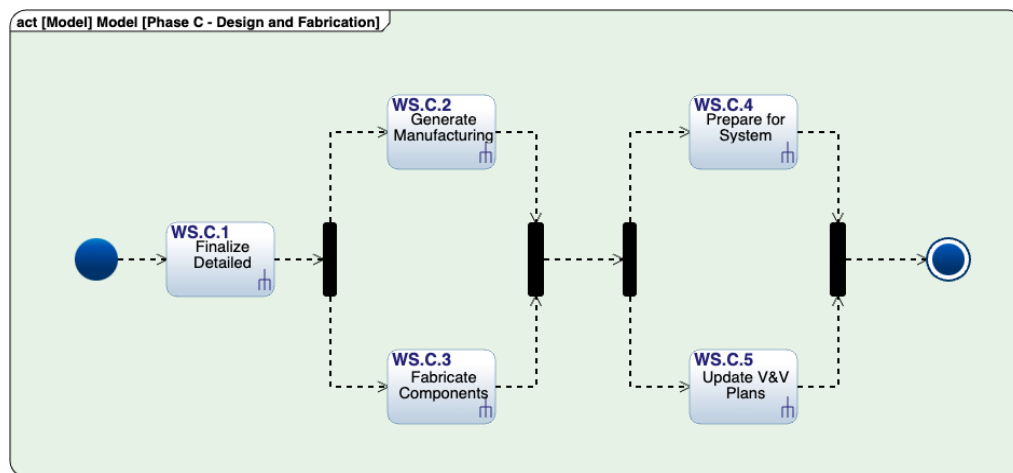 act [Model] Model [Phase C - Design and Fabrication]
WS.C.1
Finalize
Detailed
WS.C.2
Generate
Manufacturing
WS.C.3
Fabricate
Components
WS.C.4
Prepare for
System
WS.C.5
Update V&V
Plans